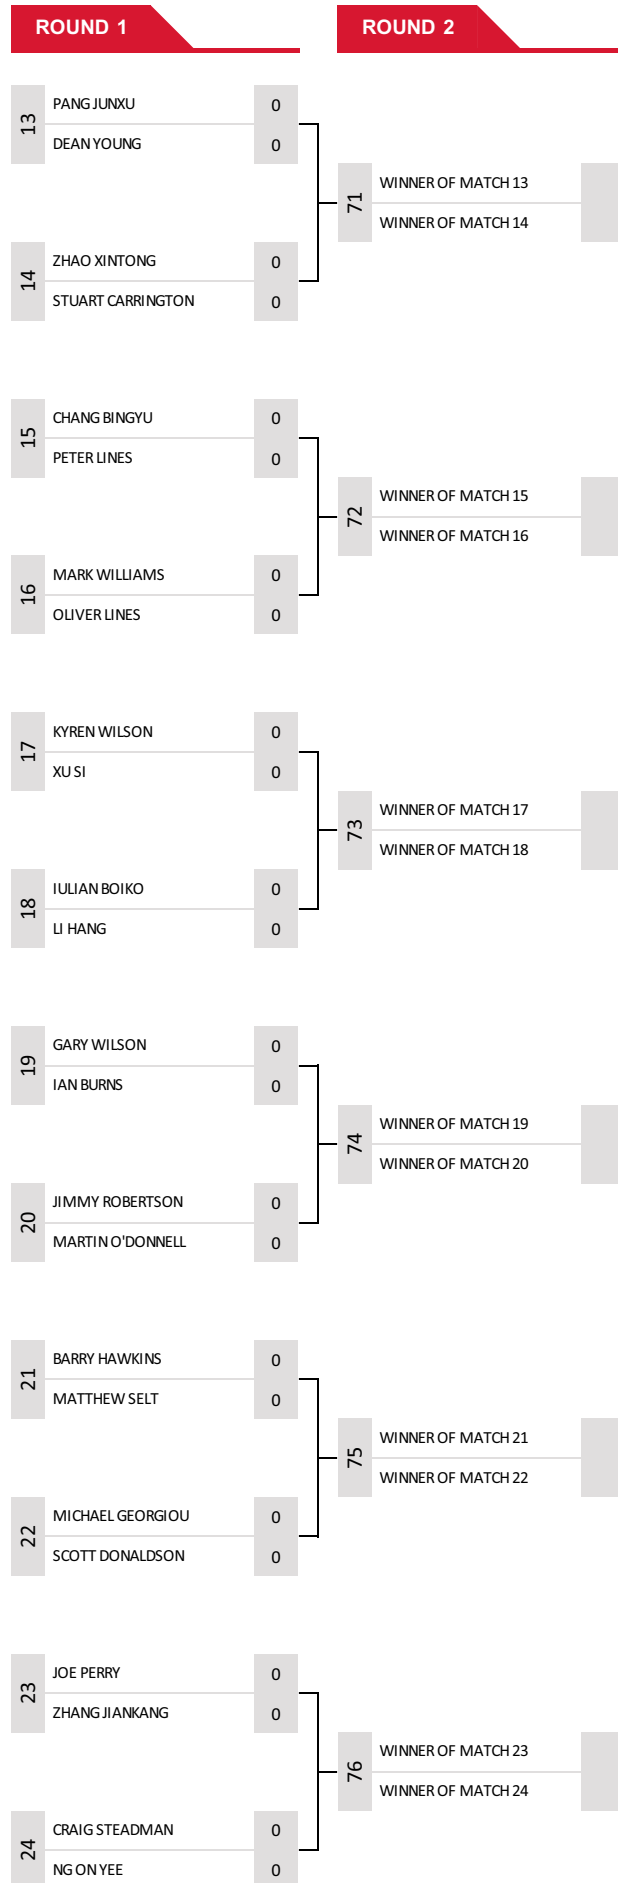 ROUND 1
ROUND 2
13
PANG JUNXU 0
DEAN YOUNG 0
71
WINNER OF MATCH 13
WINNER OF MATCH 14
14
ZHAO XINTONG 0
STUART CARRINGTON 0
15
CHANG BINGYU 0
PETER LINES 0
72
WINNER OF MATCH 15
WINNER OF MATCH 16
16
MARK WILLIAMS 0
OLIVER LINES 0
17
KYREN WILSON 0
XU SI 0
73
WINNER OF MATCH 17
WINNER OF MATCH 18
18
IULIAN BOIKO 0
LI HANG 0
19
GARY WILSON 0
IAN BURNS 0
74
WINNER OF MATCH 19
WINNER OF MATCH 20
20
JIMMY ROBERTSON 0
MARTIN O'DONNELL 0
21
BARRY HAWKINS 0
MATTHEW SELT 0
75
WINNER OF MATCH 21
WINNER OF MATCH 22
22
MICHAEL GEORGIOU 0
SCOTT DONALDSON 0
23
JOE PERRY 0
ZHANG JIANKANG 0
76
WINNER OF MATCH 23
WINNER OF MATCH 24
24
CRAIG STEADMAN 0
NG ON YEE 0